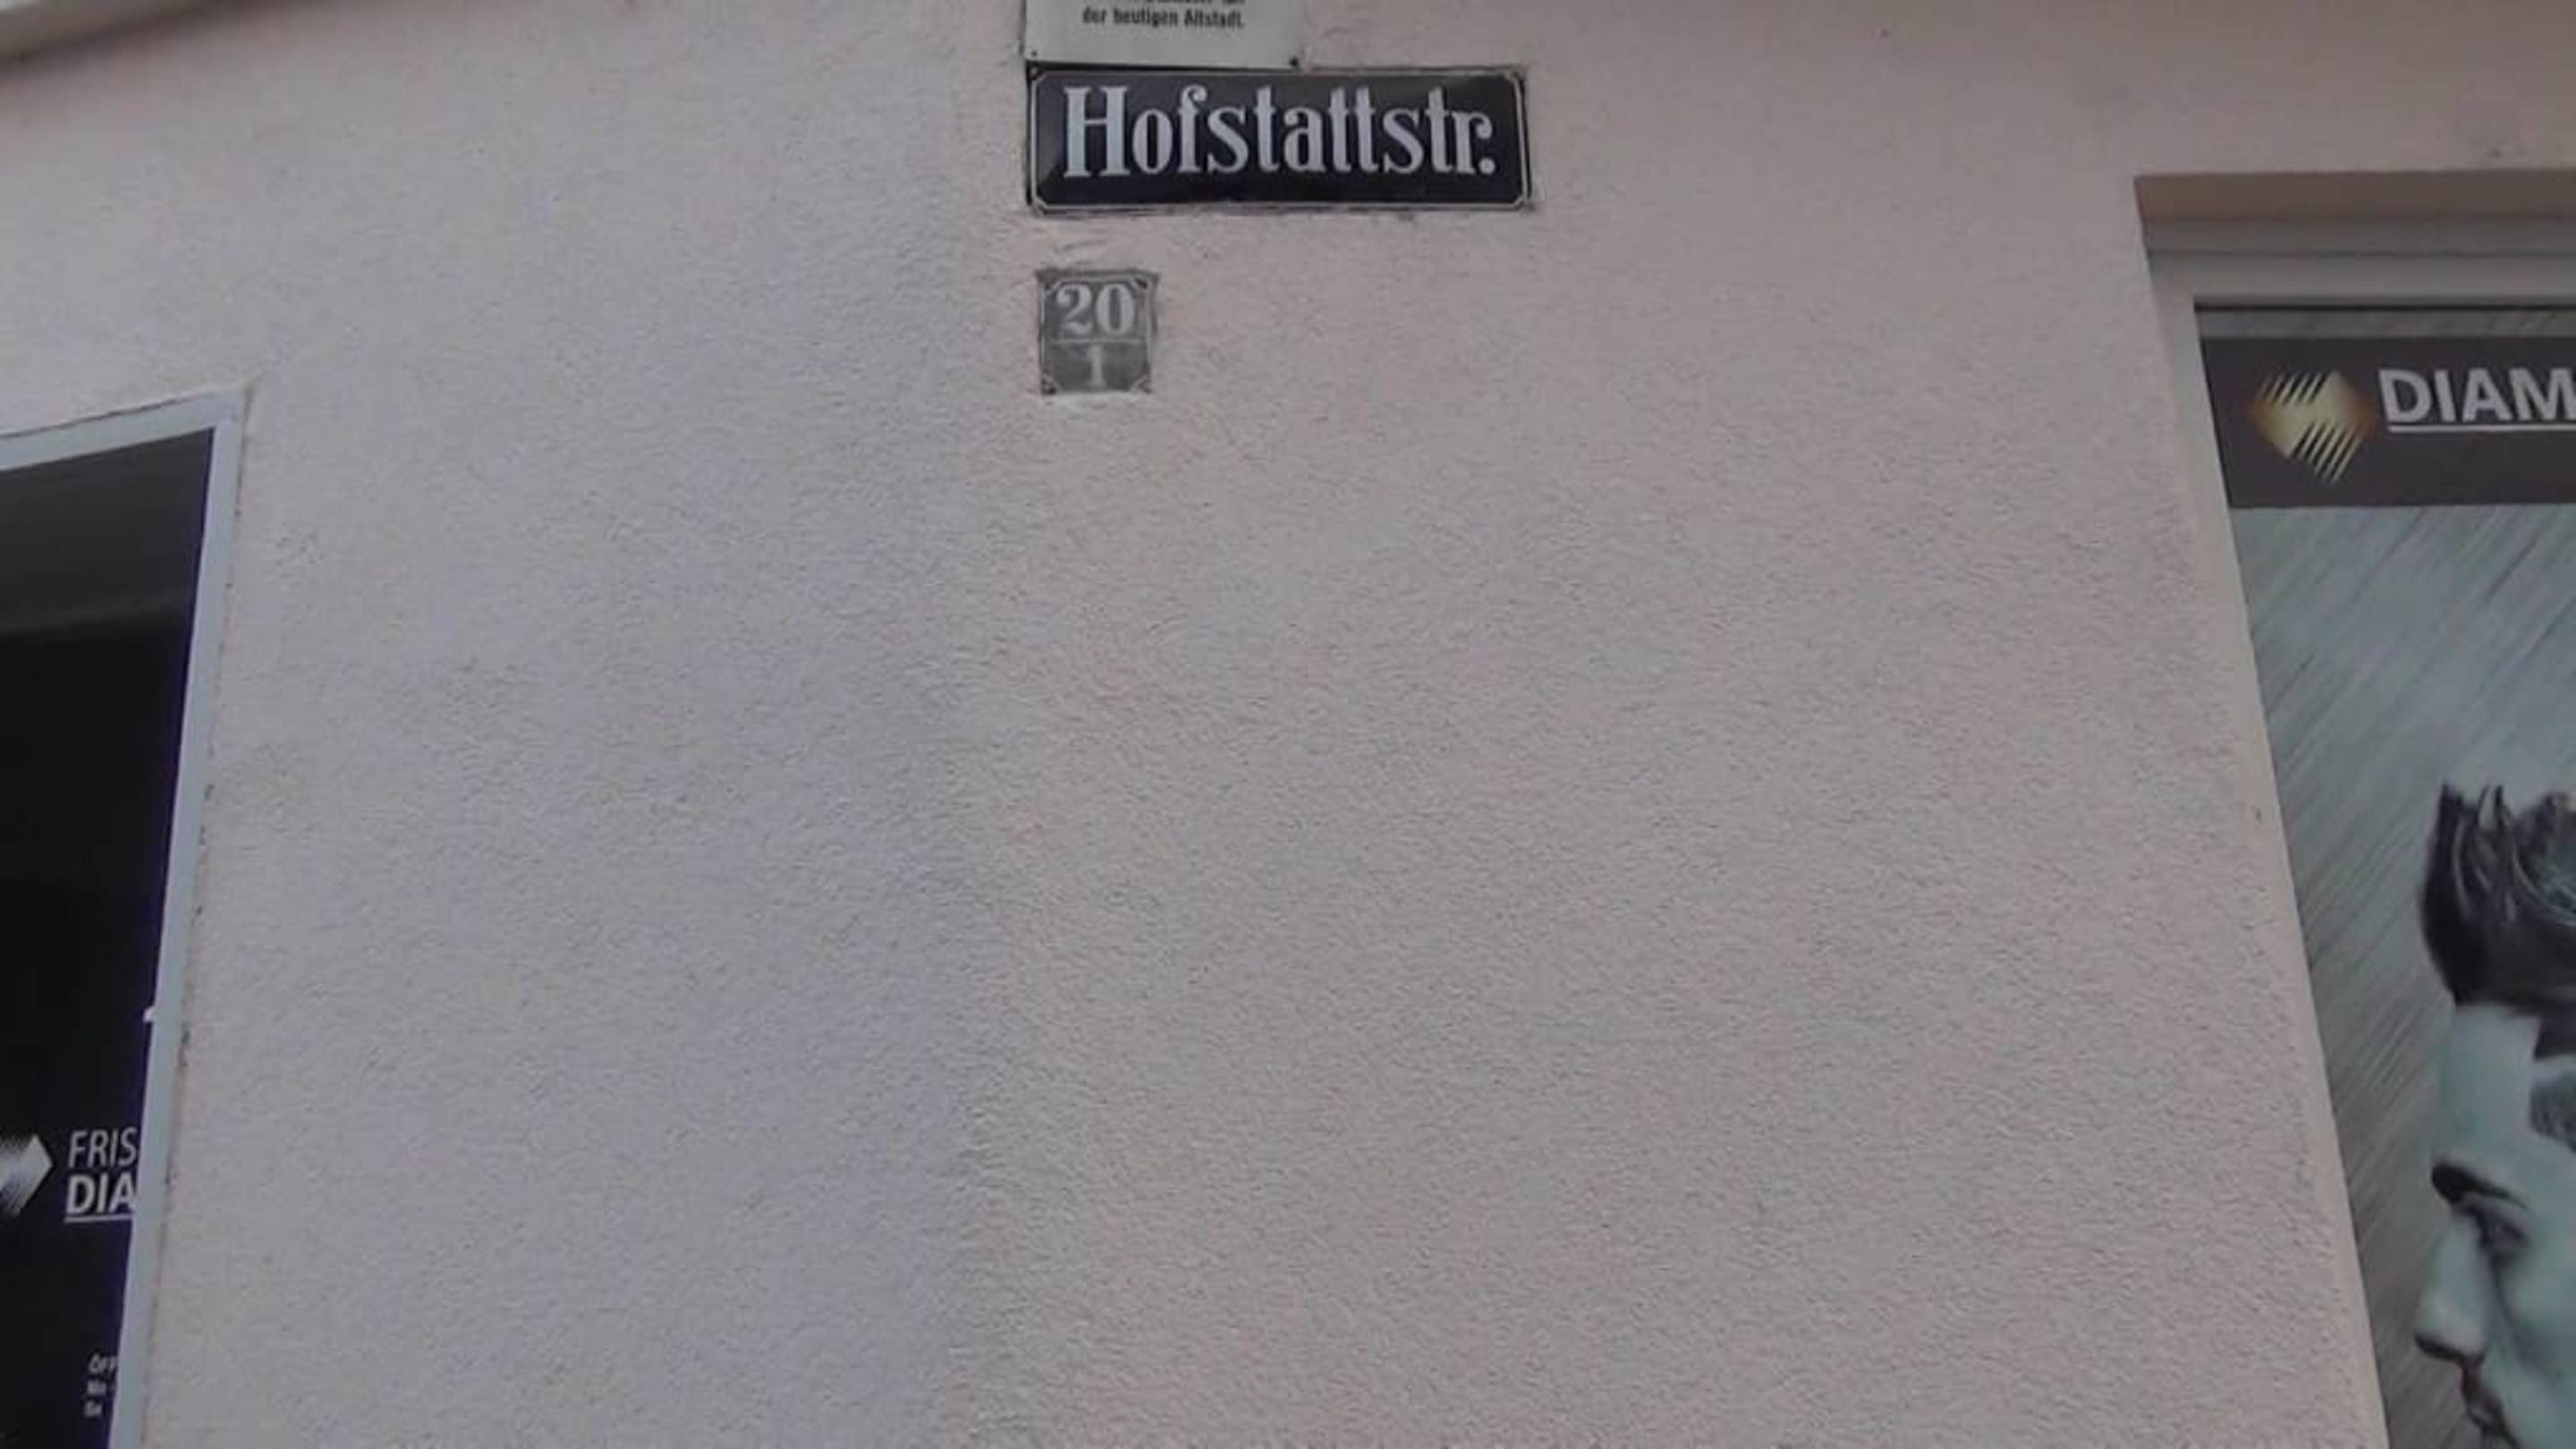 der heutigen Altstadt.
Hofstattstr.
20
1
DIAM
FRIS
DIA